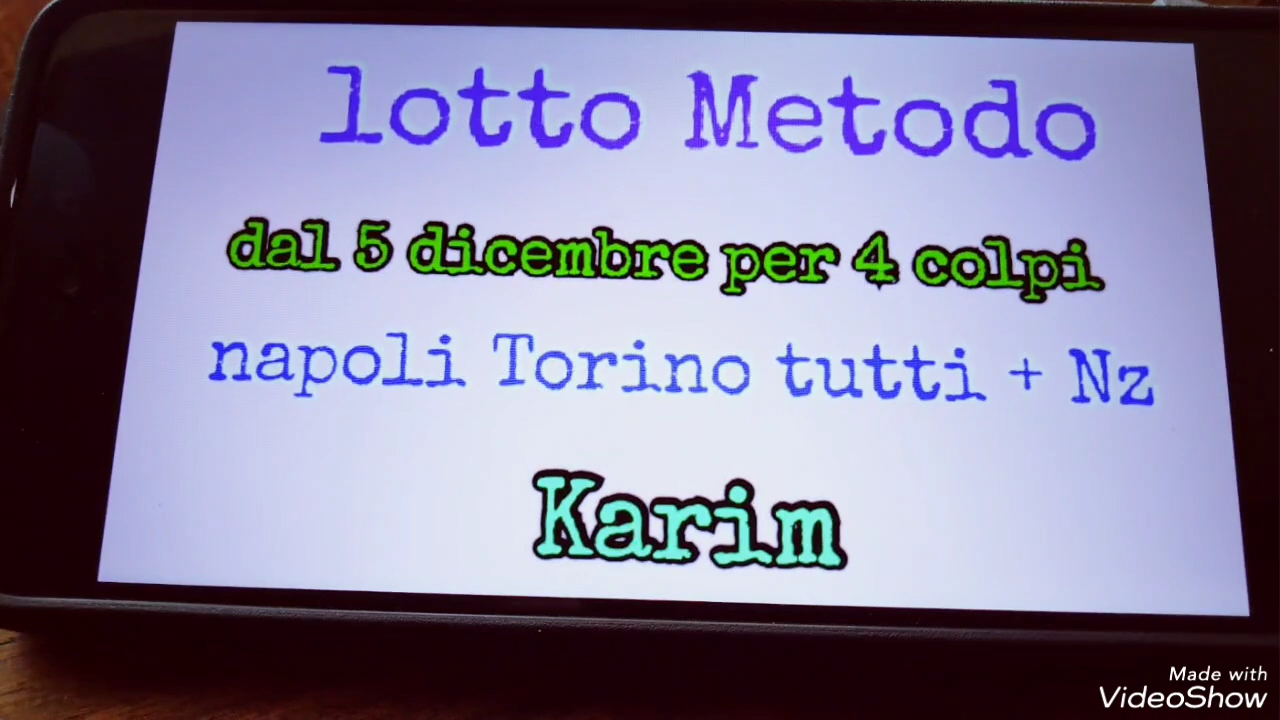 lotto Metodo
dal 5 dicembre per 4 colpi
napoli Torino tutti + Nz
Karim
Made with
VideoShow